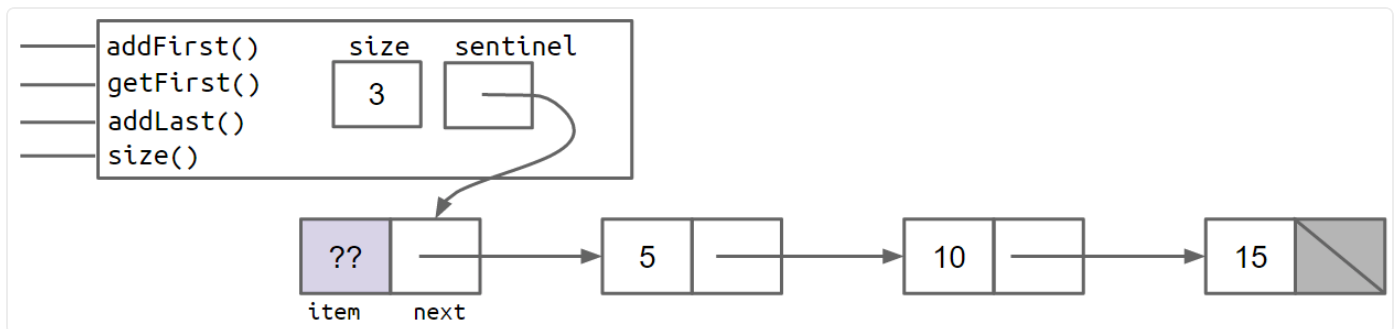 addFirst()
size sentinel
getFirst()
3
addLast()
size()
?? 5 10 15
item next